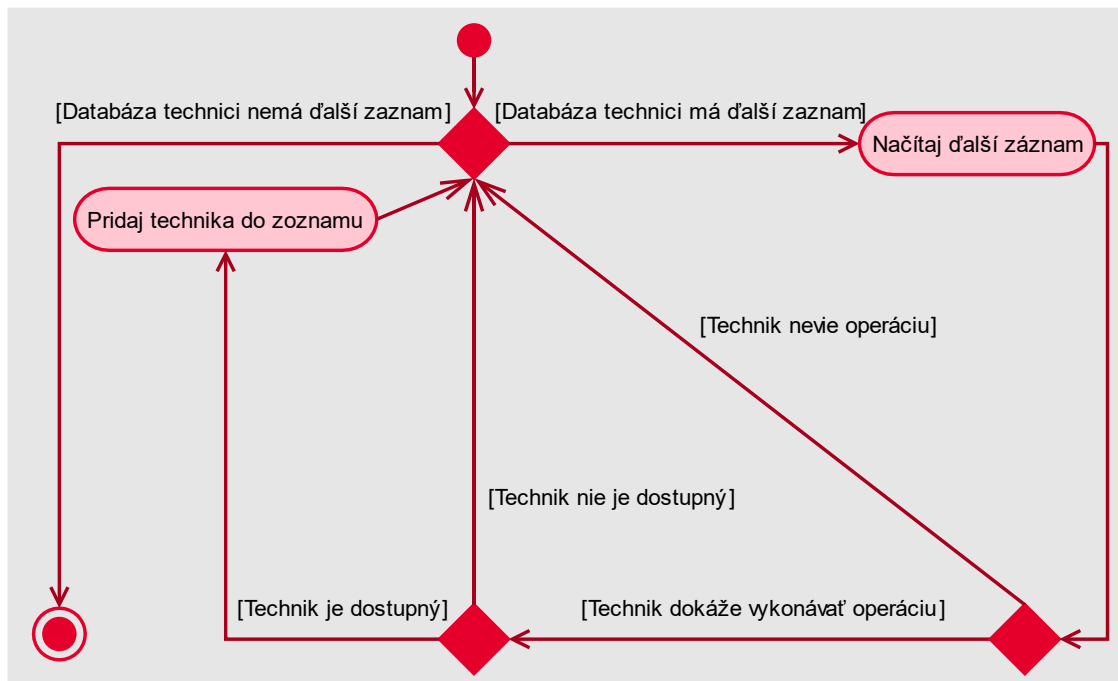 [Databáza technici nemá ďalší zaznam]
[Databáza technici má ďalší zaznam]
Načítaj ďalší záznam
Pridaj technika do zoznamu
[Technik nevie operáciu]
[Technik nie je dostupný]
[Technik je dostupný]
[Technik dokáže vykonávať operáciu]